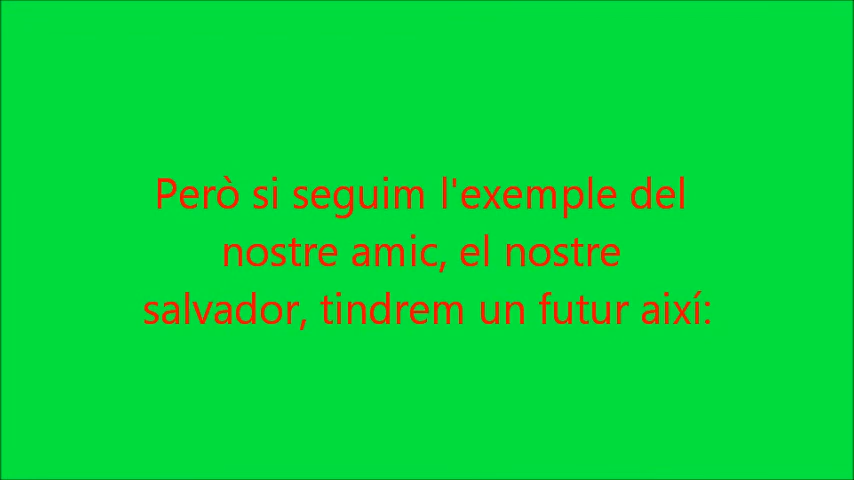 Però si seguim l'exemple del
nostre amic, el nostre
salvador, tindrem un futur així: